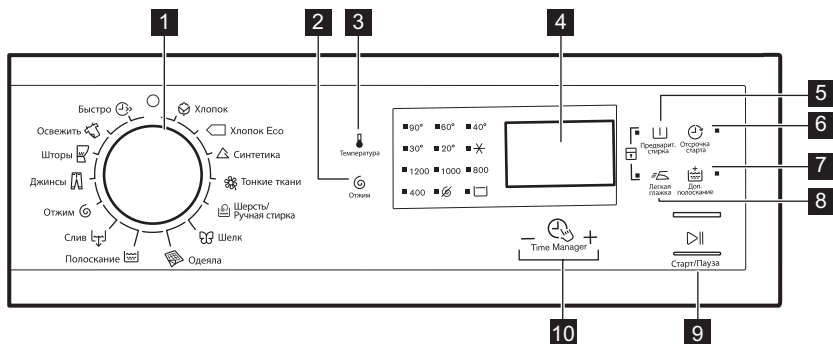 1
2
3
4
5
6
7
8
9
10
Быстро
Освежить
Шторы
Джинсы
Отжим
Слив
Полоскание
Хлопок
Хлопок Eco
Синтетика
Тонкие ткани
Шерсть/
Ручная стирка
Шелк
Одеяла
Температура
Отжим
90° 60° 40°
30° 20°
1200 1000 800
400
Time Manager
Предварит.
стирка
Отсрочка
старта
Легкая
глажка
Доп.
полоскание
Старт/Пауза